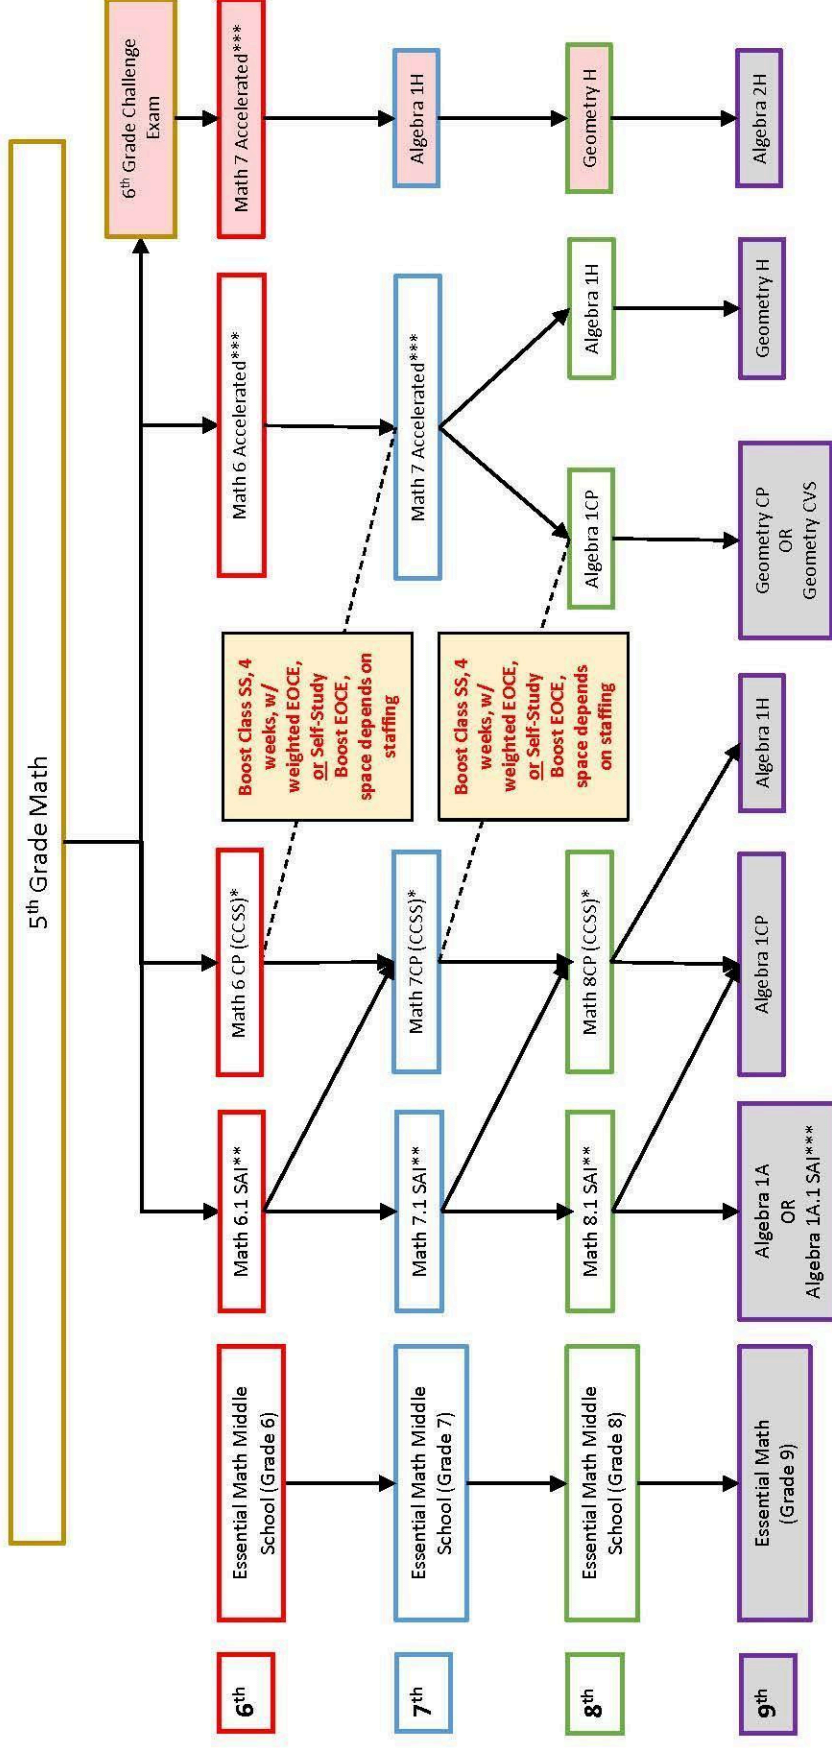 5th Grade Math
6th Grade Challenge
Exam
6th
Essential Math Middle
School (Grade 6)
Math 6.1 SAI**
Math 6 CP (CCSS)*
Boost Class SS, 4
weeks, w/
weighted EOCE,
or Self-Study
Boost EOCE,
space depends on
staffing
Math 6 Accelerated***
Math 7 Accelerated***
7th
Essential Math Middle
School (Grade 7)
Math 7.1 SAI**
Math 7CP (CCSS)*
Boost Class SS, 4
weeks, w/
weighted EOCE,
or Self-Study
Boost EOCE,
space depends
on staffing
Math 7 Accelerated***
Algebra 1H
8th
Essential Math Middle
School (Grade 8)
Math 8.1 SAI**
Math 8CP (CCSS)*
Algebra 1CP
Algebra 1H
Geometry H
9th
Essential Math
(Grade 9)
Algebra 1A
OR
Algebra 1A.1 SAI***
Algebra 1CP
Algebra 1H
Geometry CP
OR
Geometry CVS
Geometry H
Algebra 2H